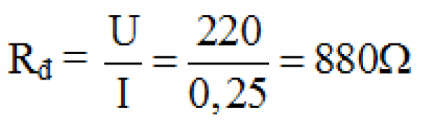 R_đ = U/I = 220/0,25 = 880Ω